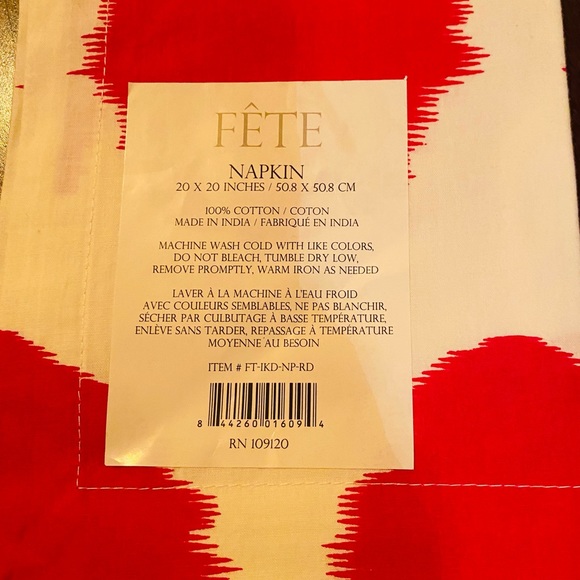 FÊTE
NAPKIN
20 X 20 INCHES / 50.8 X 50.8 CM
100% COTTON / COTON
MADE IN INDIA / FABRIQUÉ EN INDIA
MACHINE WASH COLD WITH LIKE COLORS,
DO NOT BLEACH, TUMBLE DRY LOW,
REMOVE PROMPTLY, WARM IRON AS NEEDED
LAVER À LA MACHINE À L'EAU FROID
AVEC COULEURS SEMBLABLES, NE PAS BLANCHIR,
SÉCHER PAR CULBUTAGE À BASSE TEMPÉRATURE,
ENLÈVE SANS TARDER, REPASSAGE À TEMPÉRATURE
MOYENNE AU BESOIN
ITEM # FT-IKD-NP-RD
8 44260 01609 4
RN 109120